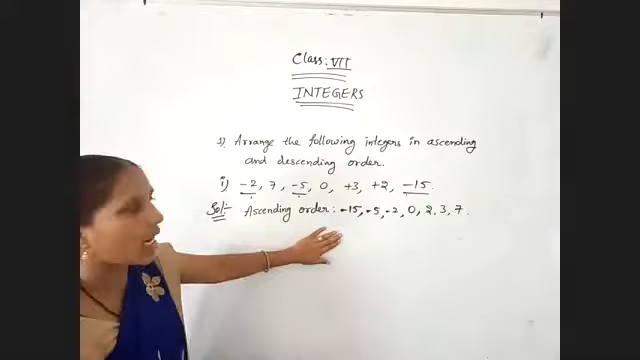 Class: VII
INTEGERS
1) Arrange the following integers in ascending
and descending order.
i) -2, 7, -5, 0, +3, +2, -15.
Sol:- Ascending order: -15, -5, -2, 0, 2, 3, 7.